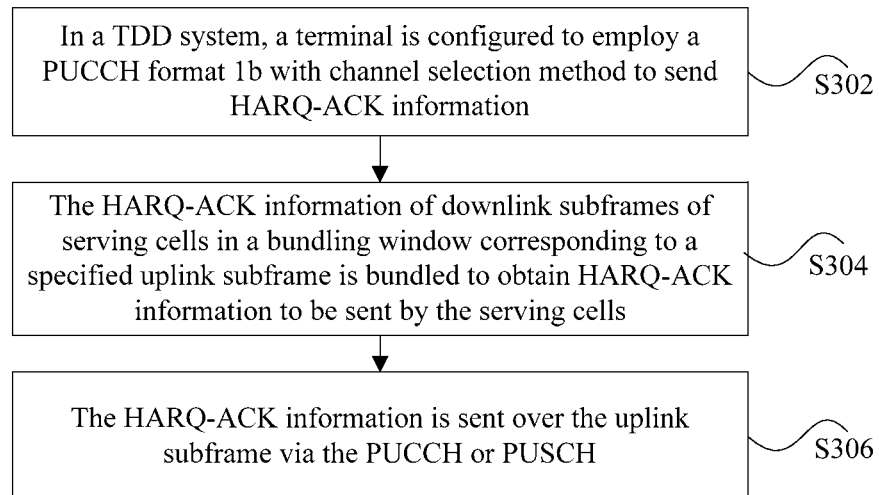 In a TDD system, a terminal is configured to employ a
PUCCH format 1b with channel selection method to send
HARQ-ACK information
S302
The HARQ-ACK information of downlink subframes of
serving cells in a bundling window corresponding to a
specified uplink subframe is bundled to obtain HARQ-ACK
information to be sent by the serving cells
S304
The HARQ-ACK information is sent over the uplink
subframe via the PUCCH or PUSCH
S306